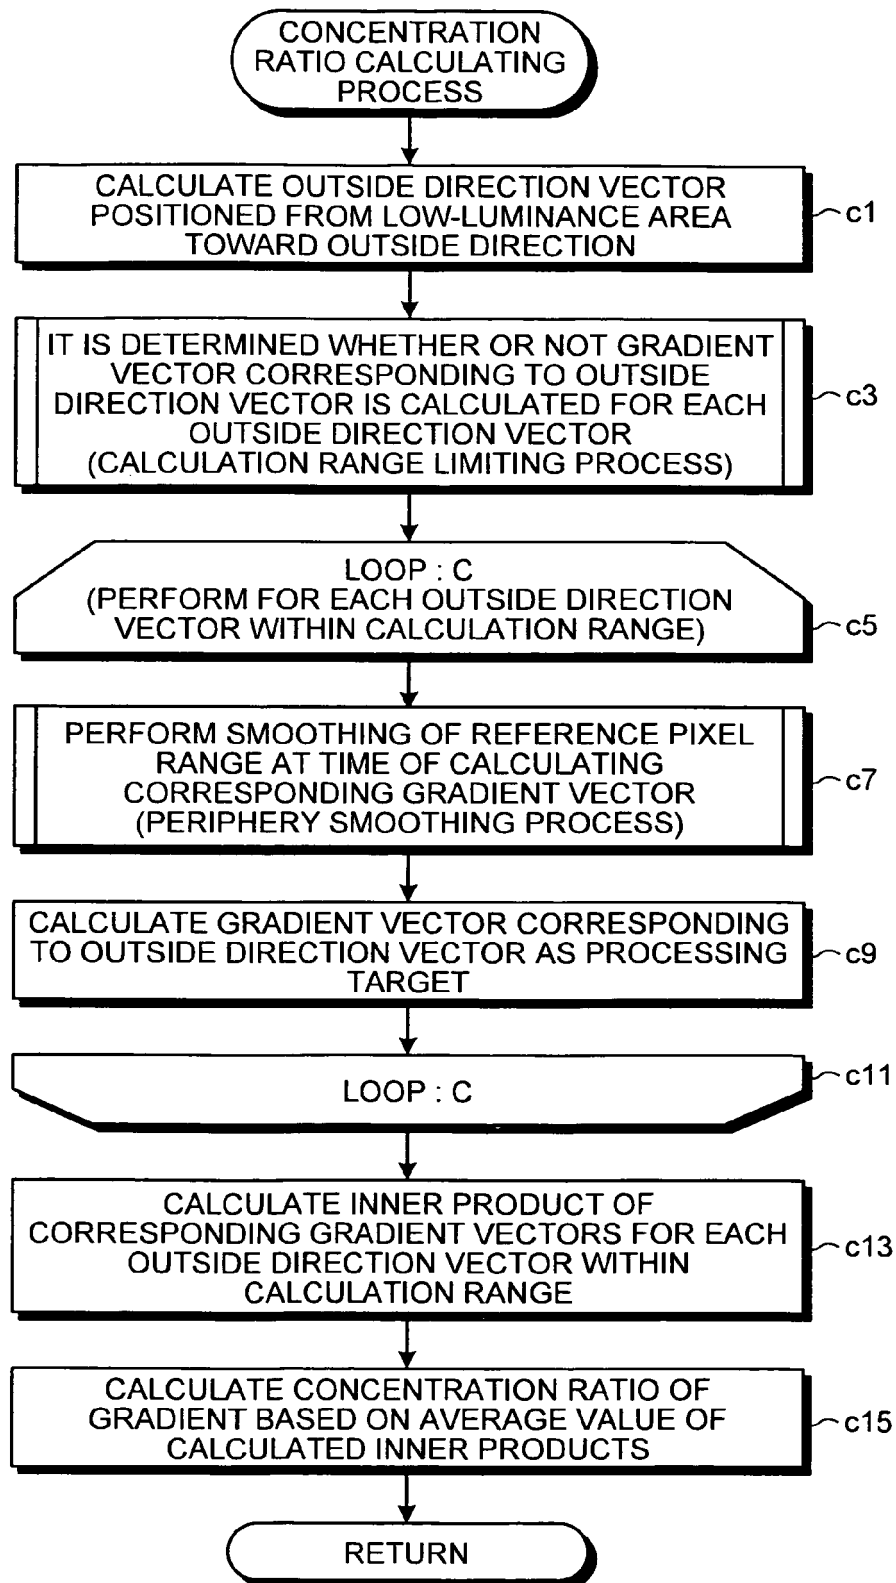 CONCENTRATION
RATIO CALCULATING
PROCESS
CALCULATE OUTSIDE DIRECTION VECTOR
POSITIONED FROM LOW-LUMINANCE AREA
TOWARD OUTSIDE DIRECTION
c1
IT IS DETERMINED WHETHER OR NOT GRADIENT
VECTOR CORRESPONDING TO OUTSIDE
DIRECTION VECTOR IS CALCULATED FOR EACH
OUTSIDE DIRECTION VECTOR
(CALCULATION RANGE LIMITING PROCESS)
c3
LOOP : C
(PERFORM FOR EACH OUTSIDE DIRECTION
VECTOR WITHIN CALCULATION RANGE)
c5
PERFORM SMOOTHING OF REFERENCE PIXEL
RANGE AT TIME OF CALCULATING
CORRESPONDING GRADIENT VECTOR
(PERIPHERY SMOOTHING PROCESS)
c7
CALCULATE GRADIENT VECTOR CORRESPONDING
TO OUTSIDE DIRECTION VECTOR AS PROCESSING
TARGET
c9
LOOP : C
c11
CALCULATE INNER PRODUCT OF
CORRESPONDING GRADIENT VECTORS FOR EACH
OUTSIDE DIRECTION VECTOR WITHIN
CALCULATION RANGE
c13
CALCULATE CONCENTRATION RATIO OF
GRADIENT BASED ON AVERAGE VALUE OF
CALCULATED INNER PRODUCTS
c15
RETURN